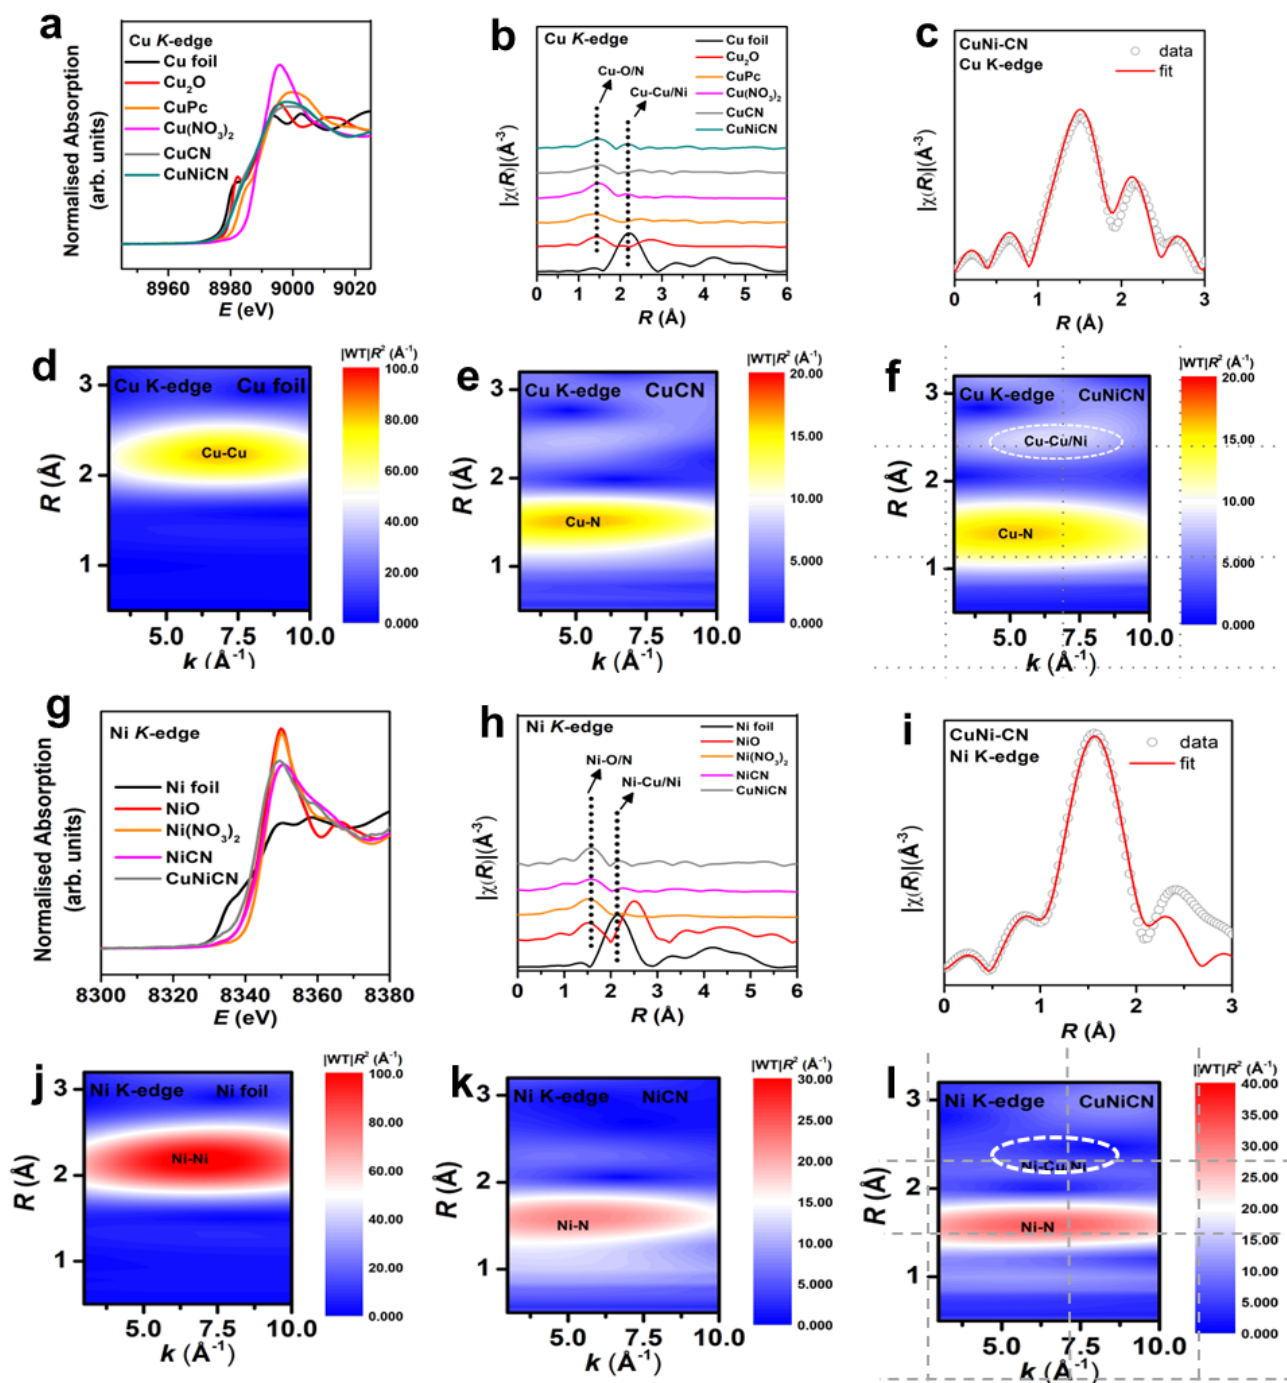 a
Cu K-edge
Cu foil
Cu₂O
CuPc
Cu(NO₃)₂
CuCN
CuNiCN
Normalised Absorption
(arb. units)
8960 8980 9000 9020
E (eV)
b
Cu K-edge
Cu-O/N
Cu-Cu/Ni
Cu foil
Cu₂O
CuPc
Cu(NO₃)₂
CuCN
CuNiCN
|χ(R)|(Å⁻³)
0 1 2 3 4 5 6
R (Å)
c
CuNi-CN
Cu K-edge
data
fit
|χ(R)|(Å⁻³)
0 1 2 3
R (Å)
d
Cu K-edge Cu foil
Cu-Cu
3
2
1
R (Å)
5.0 7.5 10.0
k (Å⁻¹)
|WT|R² (Å⁻¹)
100.0
80.00
60.00
40.00
20.00
0.000
e
Cu K-edge CuCN
Cu-N
3
2
1
R (Å)
5.0 7.5 10.0
k (Å⁻¹)
|WT|R² (Å⁻¹)
20.00
15.00
10.00
5.000
0.000
f
Cu K-edge CuNiCN
Cu-Cu/Ni
Cu-N
3
2
1
R (Å)
5.0 7.5 10.0
k (Å⁻¹)
|WT|R² (Å⁻¹)
20.00
15.00
10.00
5.000
0.000
g
Ni K-edge
Ni foil
NiO
Ni(NO₃)₂
NiCN
CuNiCN
Normalised Absorption
(arb. units)
8300 8320 8340 8360 8380
E (eV)
h
Ni K-edge
Ni-O/N
Ni-Cu/Ni
Ni foil
NiO
Ni(NO₃)₂
NiCN
CuNiCN
|χ(R)|(Å⁻³)
0 1 2 3 4 5 6
R (Å)
i
CuNi-CN
Ni K-edge
data
fit
|χ(R)|(Å⁻³)
0 1 2 3
R (Å)
j
Ni K-edge Ni foil
Ni-Ni
3
2
1
R (Å)
5.0 7.5 10.0
k (Å⁻¹)
|WT|R² (Å⁻¹)
100.0
80.00
60.00
40.00
20.00
0.000
k
Ni K-edge NiCN
Ni-N
3
2
1
R (Å)
5.0 7.5 10.0
k (Å⁻¹)
|WT|R² (Å⁻¹)
30.00
25.00
20.00
15.00
10.00
5.000
0.000
l
Ni K-edge CuNiCN
Ni-Cu/Ni
Ni-N
3
2
1
R (Å)
5.0 7.5 10.0
k (Å⁻¹)
|WT|R² (Å⁻¹)
40.00
35.00
30.00
25.00
20.00
15.00
10.00
5.000
0.000